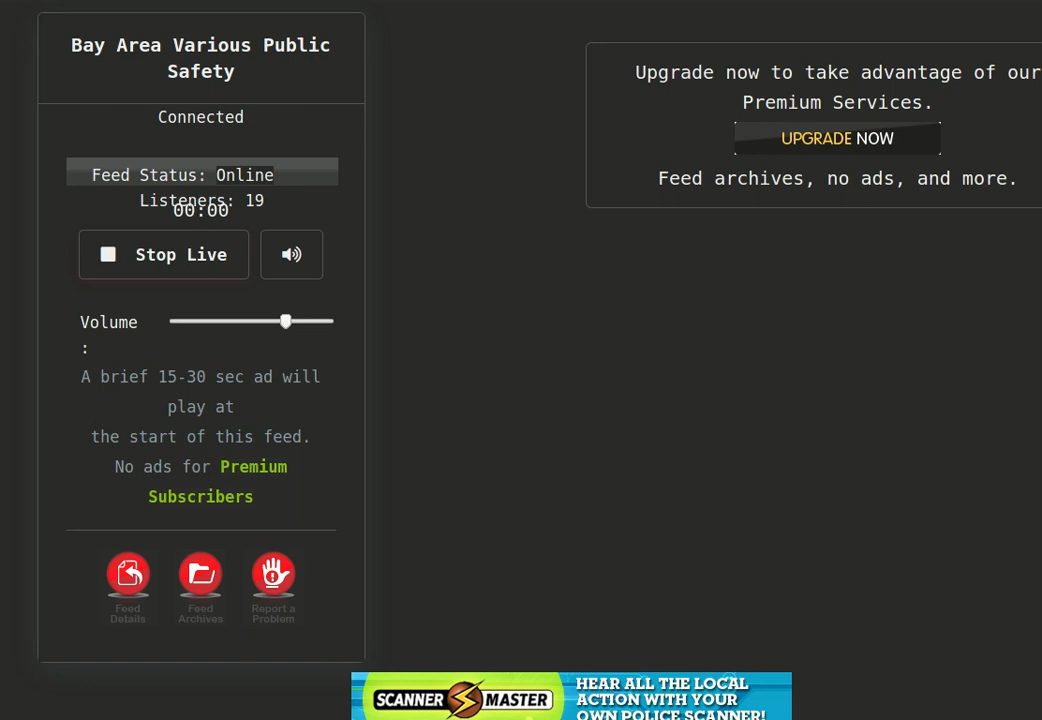 Bay Area Various Public
Safety
Connected
Feed Status: Online
Listeners: 19
00:00
Stop Live
Volume
:
A brief 15-30 sec ad will
play at
the start of this feed.
No ads for Premium
Subscribers
Feed
Details
Feed
Archives
Report a
Problem
Upgrade now to take advantage of our
Premium Services.
UPGRADE NOW
Feed archives, no ads, and more.
SCANNER MASTER
HEAR ALL THE LOCAL
ACTION WITH YOUR
OWN POLICE SCANNER!